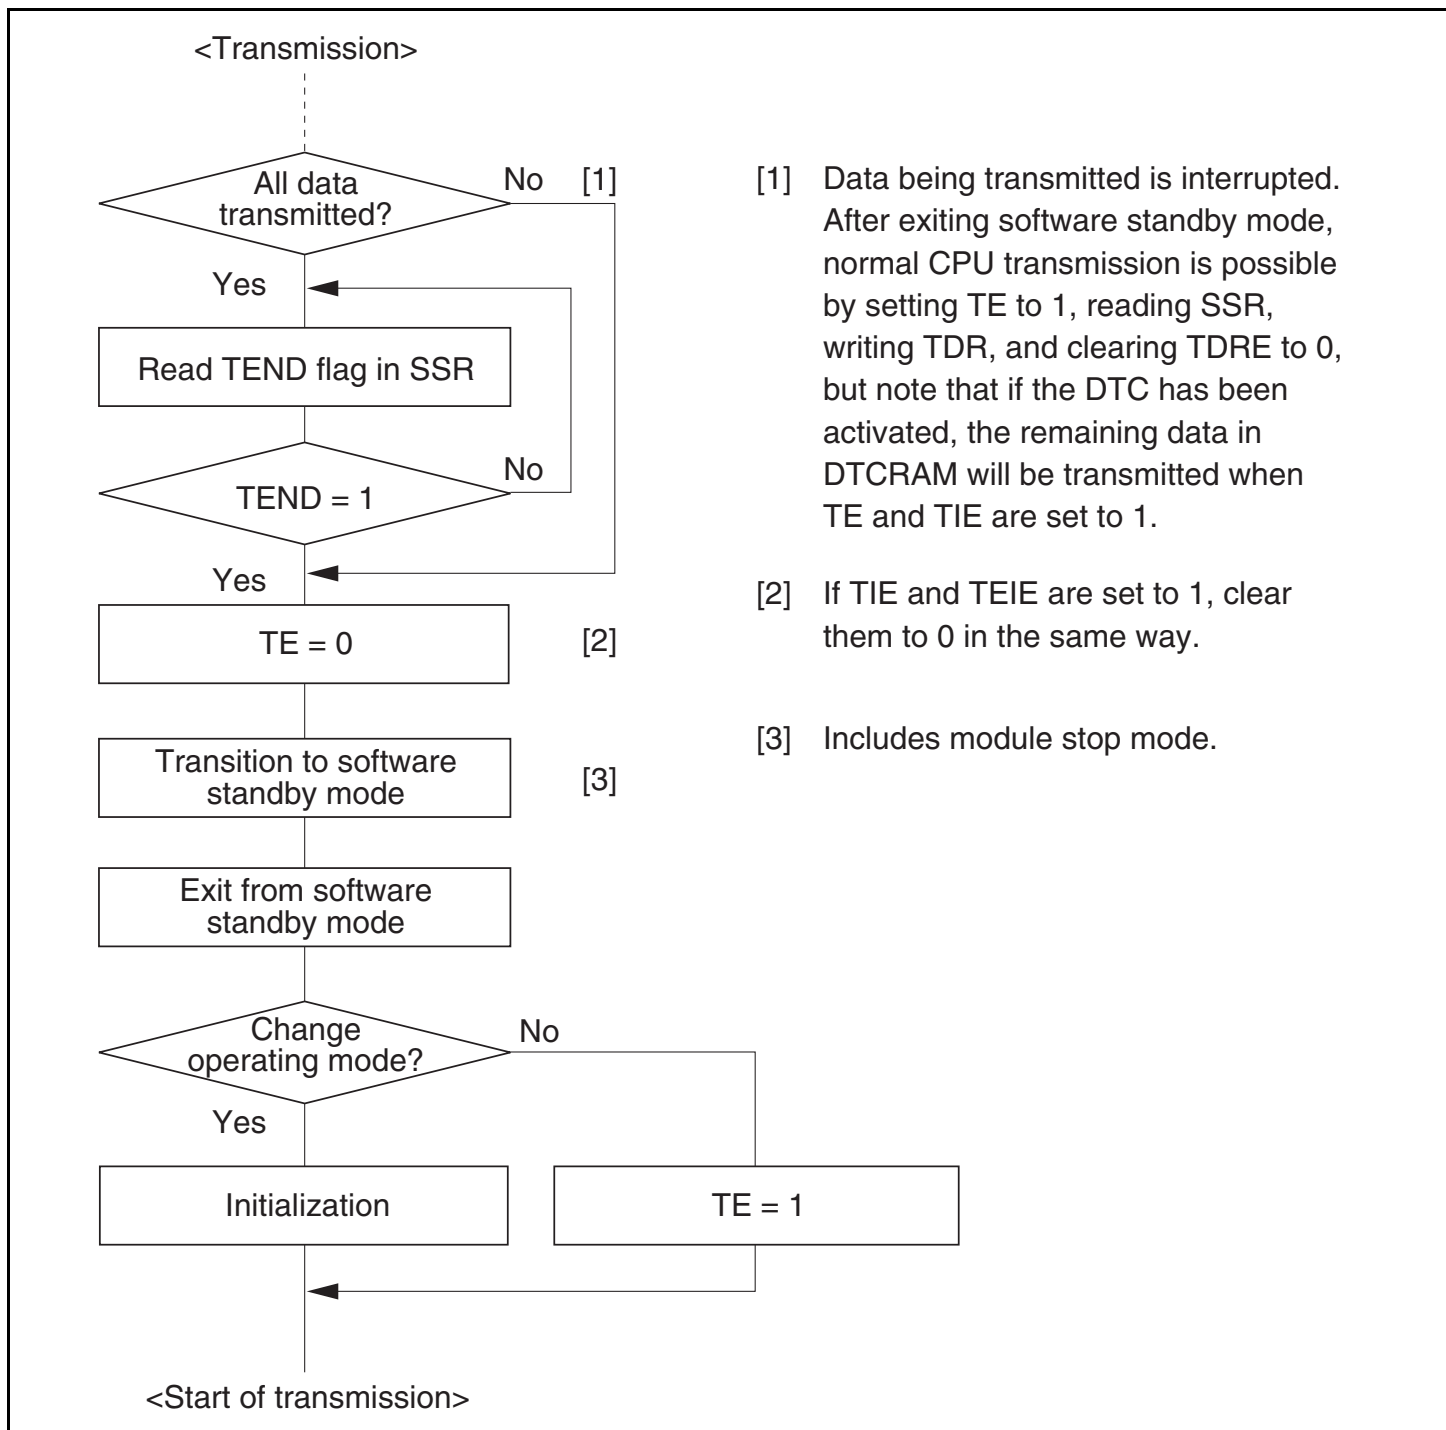 <Transmission>
All data
transmitted?
No [1]
Yes
Read TEND flag in SSR
No
TEND = 1
Yes
TE = 0
[2]
Transition to software
standby mode
[3]
Exit from software
standby mode
Change
operating mode?
No
Yes
Initialization
TE = 1
<Start of transmission>
[1] Data being transmitted is interrupted.
After exiting software standby mode,
normal CPU transmission is possible
by setting TE to 1, reading SSR,
writing TDR, and clearing TDRE to 0,
but note that if the DTC has been
activated, the remaining data in
DTCRAM will be transmitted when
TE and TIE are set to 1.
[2] If TIE and TEIE are set to 1, clear
them to 0 in the same way.
[3] Includes module stop mode.